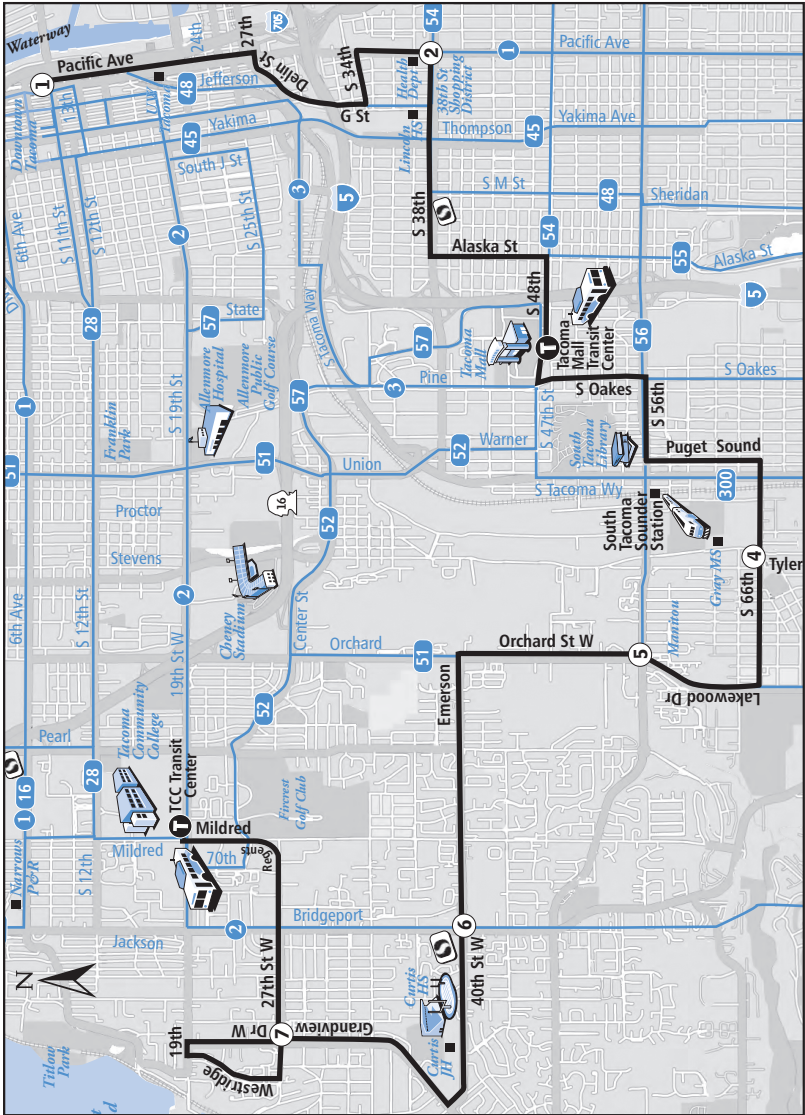 Waterway
24th
27th
705
54
1
Pacific Ave
2
Pacific Ave
1
Downtown
Tacoma
13th
UW
Tacoma
48
Jefferson
Delin St
S 34th
Health
Dept
38th St
Shopping
District
G St
Lincoln
HS
45
Yakima
Thompson
45
Yakima Ave
6th Ave
S 11th St
S 12th St
South J St
S 25th St
3
5
S 38th
S
S M St
48
Sheridan
Div
2
Alaska St
54
55
Alaska St
28
57
State
S Tacoma Way
57
S 48th
Tacoma
Mall
Transit
Center
T
5
56
1
Franklin
Park
S 19th St
Allenmore
Hospital
Allenmore
Public
Golf Course
57
3
Pine
Tacoma
Mall
S Oakes
S Oakes
S 47th St
S 56th
51
51
Union
52
Warner
South
Tacoma
Library
Puget Sound
S Tacoma Wy
300
Proctor
16
52
South
Tacoma
Sounder
Station
Gray MS
4
S 66th
Tyler
Stevens
2
Cheney
Stadium
Center St
6th Ave
S 12th St
19th St W
Orchard
51
Orchard St W
5
Manitou
Lakewood Dr
Emerson
52
Pearl
S
1
16
28
Tacoma
Community
College
T
TCC Transit
Center
Mildred
Fircrest
Golf Club
Narrows
P&R
Mildred
S 12th
70th
Regents
2
Bridgeport
6
Jackson
N
27th St W
Curtis
HS
S
40th St W
Curtis
JH
19th
7
Grandview
Dr W
Westridge
Titlow
Park